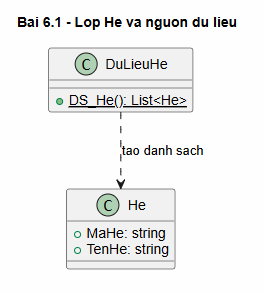 Bai 6.1 - Lop He va nguon du lieu
C DuLieuHe
DS_He(): List<He>
tao danh sach
C He
MaHe: string
TenHe: string